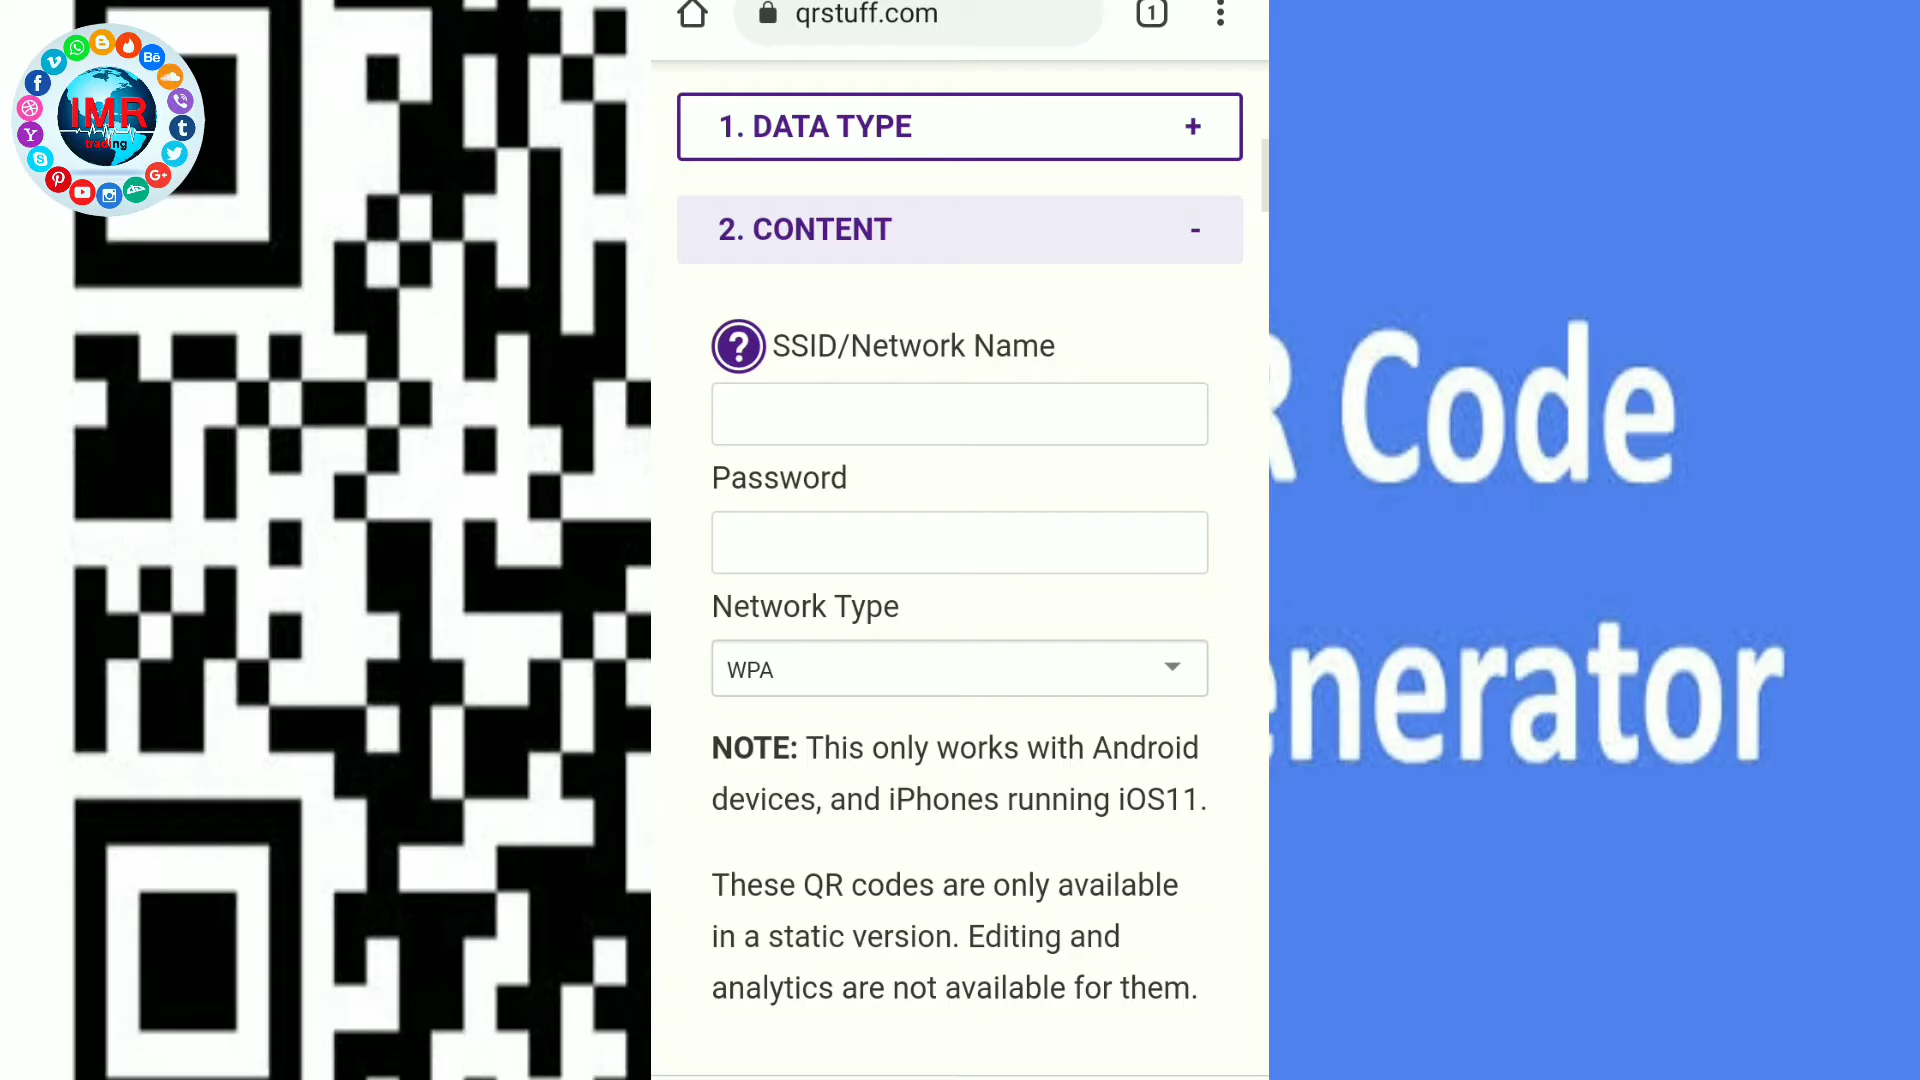 IMR
trading
qrstuff.com
1
1. DATA TYPE +
2. CONTENT -
? SSID/Network Name
Password
Network Type
WPA
NOTE: This only works with Android
devices, and iPhones running iOS11.
These QR codes are only available
in a static version. Editing and
analytics are not available for them.
R Code
enerator